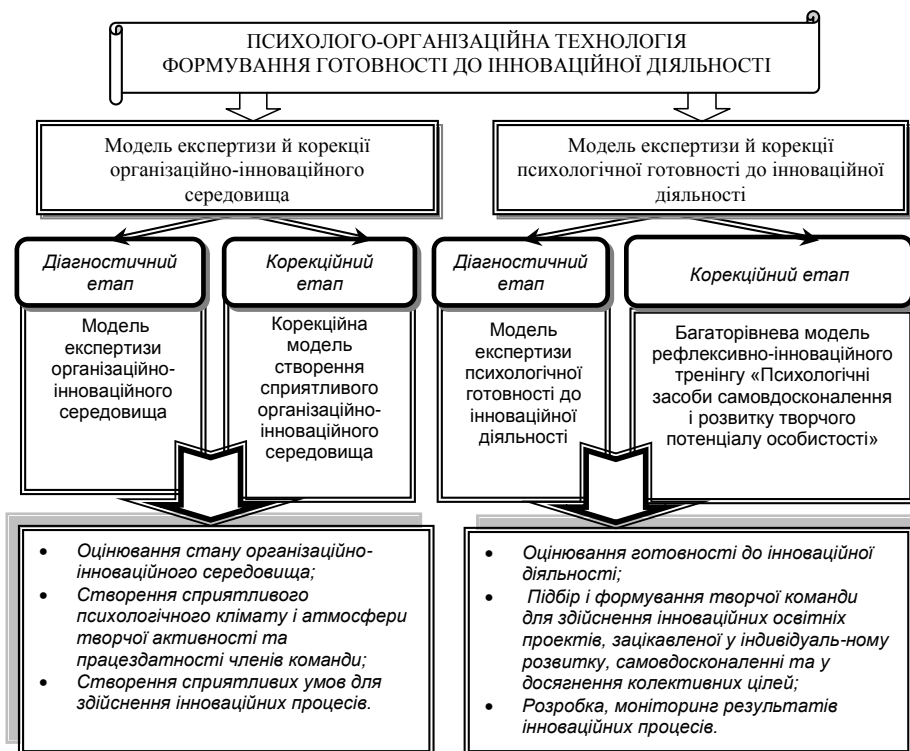 ПСИХОЛОГО-ОРГАНІЗАЦІЙНА ТЕХНОЛОГІЯ
ФОРМУВАННЯ ГОТОВНОСТІ ДО ІННОВАЦІЙНОЇ ДІЯЛЬНОСТІ
Модель експертизи й корекції
організаційно-інноваційного
середовища
Модель експертизи й корекції
психологічної готовності до інноваційної
діяльності
Діагностичний
етап
Корекційний
етап
Діагностичний
етап
Корекційний етап
Модель
експертизи
організаційно-
інноваційного
середовища
Корекційна
модель
створення
сприятливого
організаційно-
інноваційного
середовища
Модель
експертизи
психологічної
готовності до
інноваційної
діяльності
Багаторівнева модель
рефлексивно-інноваційного
тренінгу «Психологічні
засоби самовдосконалення
і розвитку творчого
потенціалу особистості»
• Оцінювання стану організаційно-
інноваційного середовища;
• Створення сприятливого
психологічного клімату і атмосфери
творчої активності та
працездатності членів команди;
• Створення сприятливих умов для
здійснення інноваційних процесів.
• Оцінювання готовності до інноваційної
діяльності;
• Підбір і формування творчої команди
для здійснення інноваційних освітніх
проектів, зацікавленої у індивідуаль-ному
розвитку, самовдосконаленні та у
досягнення колективних цілей;
• Розробка, моніторинг результатів
інноваційних процесів.